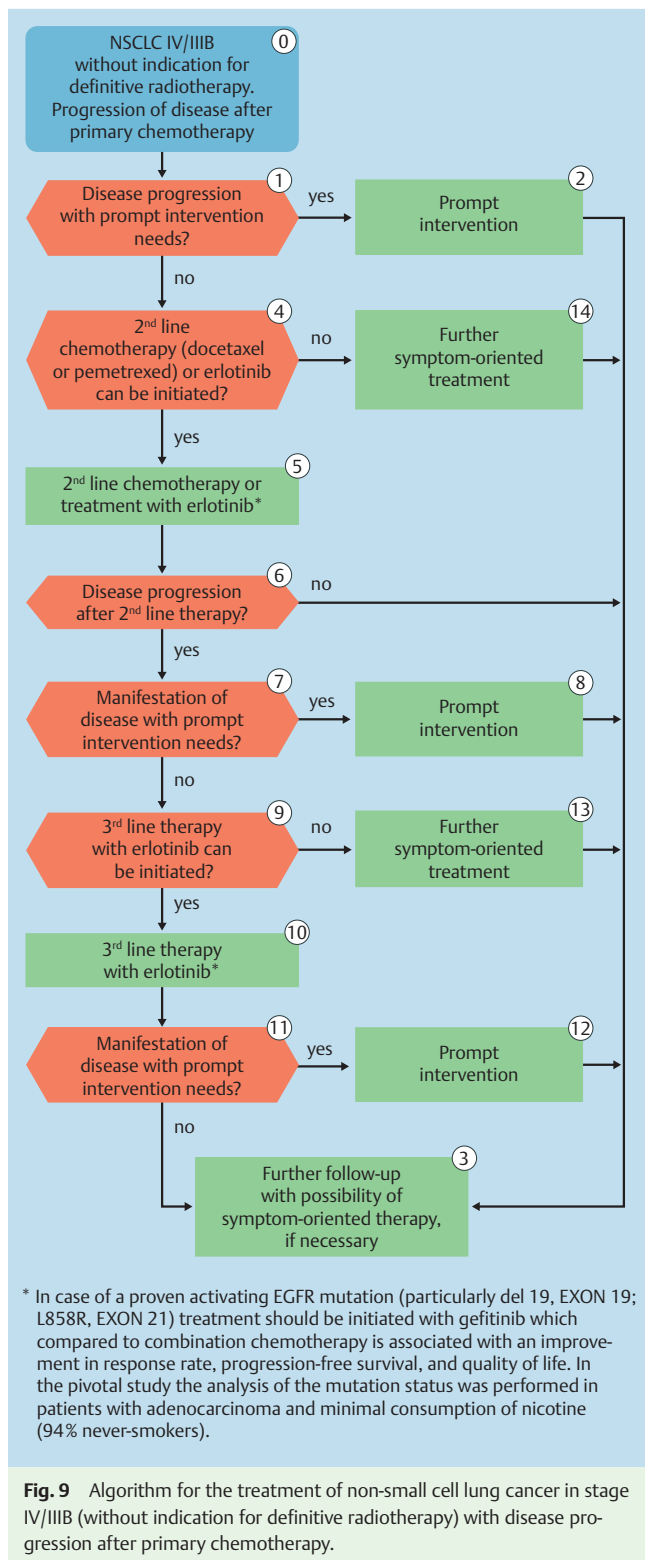 NSCLC IV/IIIB
0
without indication for
definitive radiotherapy.
Progression of disease after
primary chemotherapy
1
Disease progression
with prompt intervention
needs?
yes
2
Prompt
intervention
no
4
2nd line
chemotherapy (docetaxel
or pemetrexed) or erlotinib
can be initiated?
no
14
Further
symptom-oriented
treatment
yes
5
2nd line chemotherapy or
treatment with erlotinib*
6
Disease progression
after 2nd line therapy?
no
yes
7
Manifestation of
disease with prompt
intervention needs?
yes
8
Prompt
intervention
no
9
3rd line therapy
with erlotinib can
be initiated?
no
13
Further
symptom-oriented
treatment
yes
10
3rd line therapy
with erlotinib*
11
Manifestation of
disease with prompt
intervention needs?
yes
12
Prompt
intervention
no
3
Further follow-up
with possibility of
symptom-oriented therapy,
if necessary
* In case of a proven activating EGFR mutation (particularly del 19, EXON 19;
L858R, EXON 21) treatment should be initiated with gefitinib which
compared to combination chemotherapy is associated with an improve-
ment in response rate, progression-free survival, and quality of life. In
the pivotal study the analysis of the mutation status was performed in
patients with adenocarcinoma and minimal consumption of nicotine
(94% never-smokers).
Fig. 9 Algorithm for the treatment of non-small cell lung cancer in stage
IV/IIIB (without indication for definitive radiotherapy) with disease pro-
gression after primary chemotherapy.